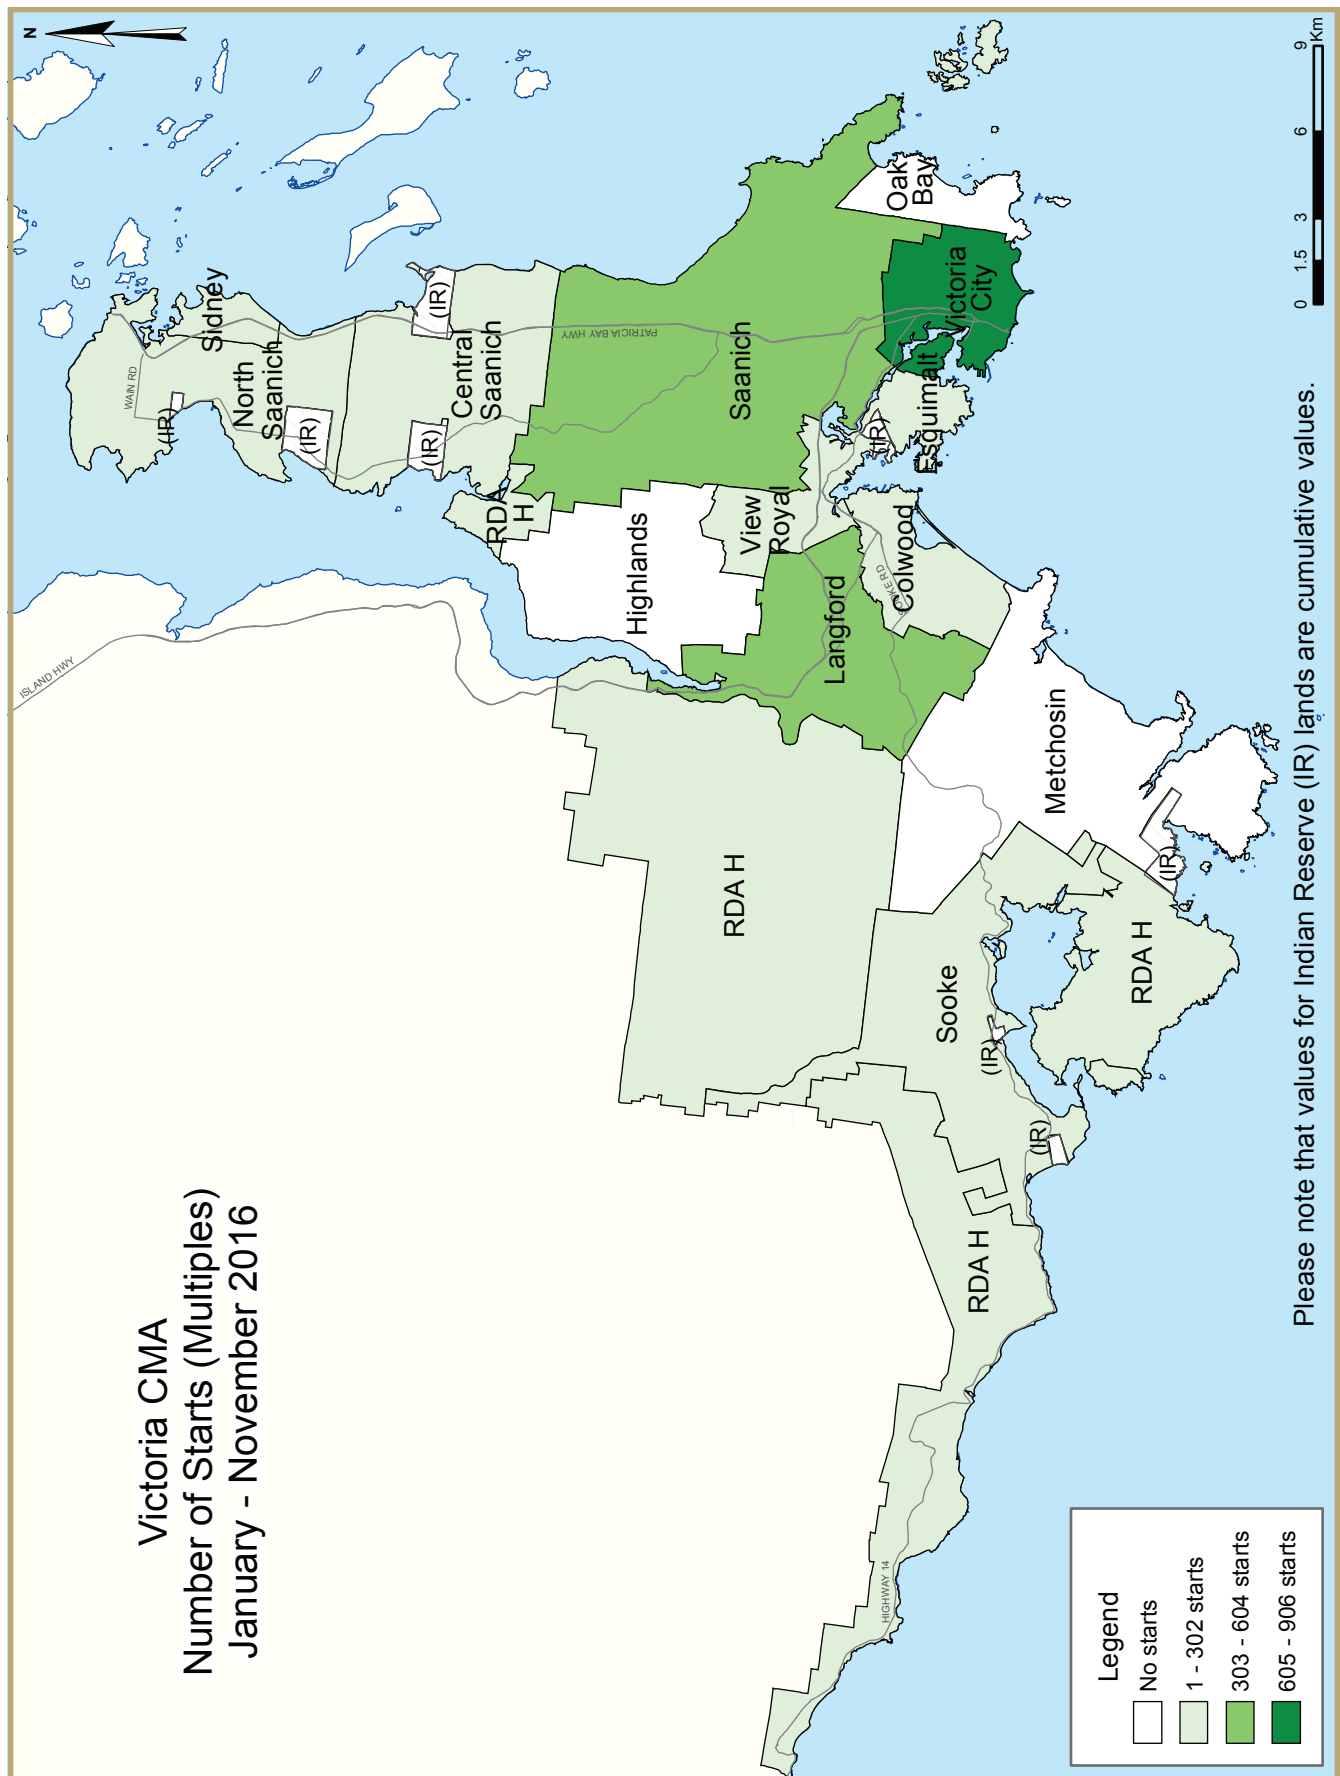 Victoria CMA
Number of Starts (Multiples)
January - November 2016
N
ISLAND HWY
WAIN RD
Sidney
North
Saanich
(IR)
(IR)
(IR)
(IR)
Central
Saanich
PATRICIA BAY HWY
RDA
H
Saanich
Highlands
View
Royal
Oak
Bay
Victoria
City
Esquimalt
(IR)
Langford
Colwood
SOOKE RD
Metchosin
(IR)
RDA H
Sooke
(IR)
(IR)
RDA H
RDA H
HIGHWAY 14
Legend
No starts
1 - 302 starts
303 - 604 starts
605 - 906 starts
0 1.5 3 6 9
Km
Please note that values for Indian Reserve (IR) lands are cumulative values.